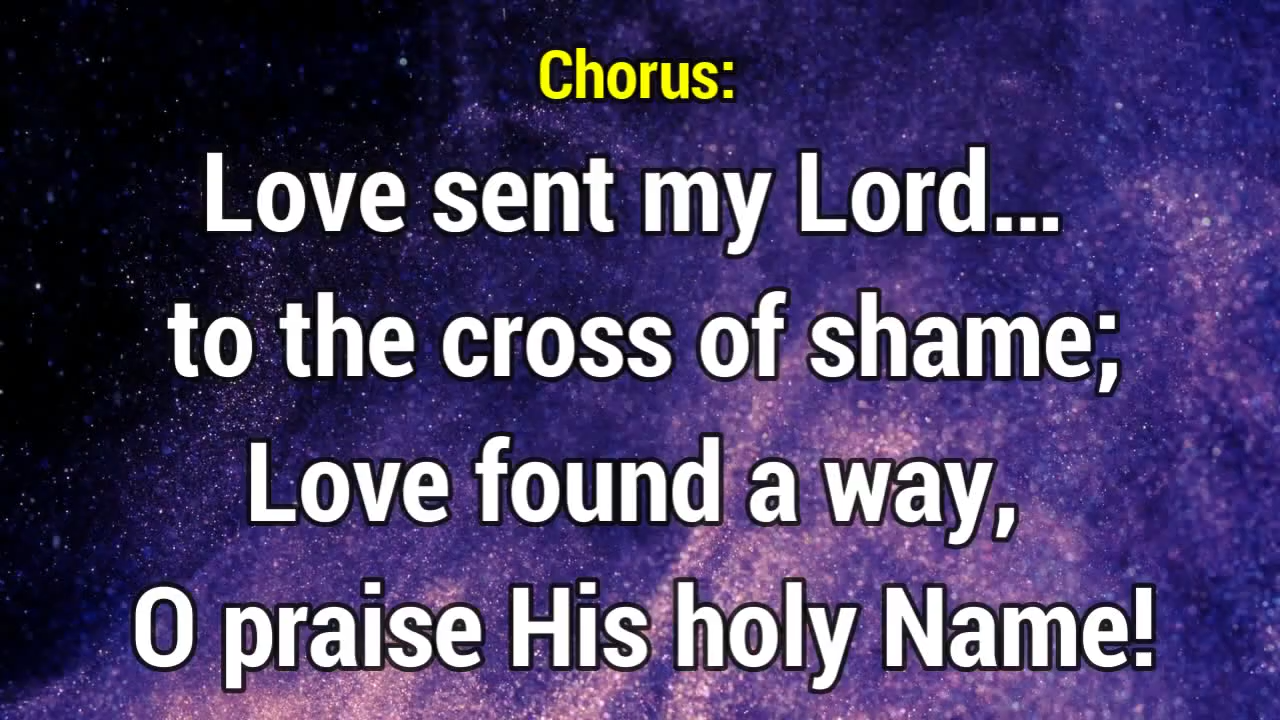 Chorus:
Love sent my Lord...
to the cross of shame;
Love found a way,
O praise His holy Name!